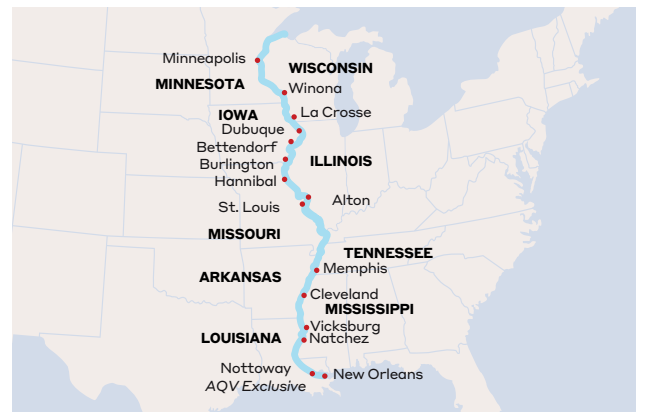 Minneapolis
WISCONSIN
MINNESOTA
Winona
IOWA
La Crosse
Dubuque
Bettendorf
Burlington
ILLINOIS
Hannibal
Alton
St. Louis
MISSOURI
TENNESSEE
Memphis
ARKANSAS
Cleveland
MISSISSIPPI
Vicksburg
LOUISIANA
Natchez
Nottoway
New Orleans
AQV Exclusive